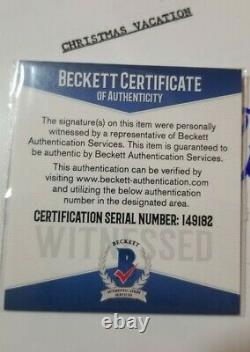 CHRISTMAS VACATION
BECKETT CERTIFICATE
OF AUTHENTICITY
The signature(s) on this item were personally
witnessed by a representative of Beckett
Authentication Services. This item is guaranteed
to be authentic by Beckett Authentication Services.
This authentication can be verified by
visiting www.beckett-authentication.com
and utilizing the below authentication
number in the designated area.
CERTIFICATION SERIAL NUMBER: 149182
WITNESSED
BECKETT
B
AUTHENTICATION
SERVICES
ebay